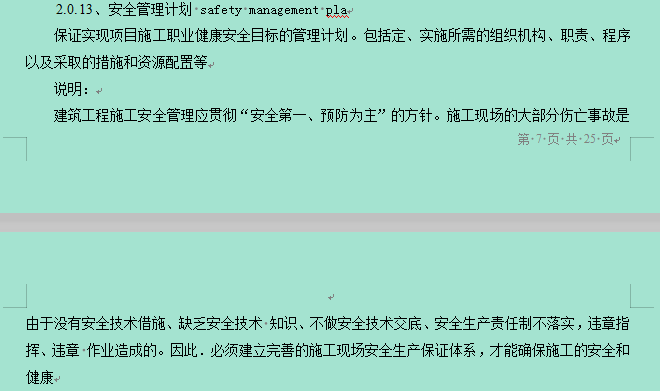 2.0.13、安全管理计划 safety management pla
保证实现项目施工职业健康安全目标的管理计划。包括定、实施所需的组织机构、职责、程序
以及采取的措施和资源配置等
说明：
建筑工程施工安全管理应贯彻“安全第一、预防为主”的方针。施工现场的大部分伤亡事故是
第 7 页 共 25 页
由于没有安全技术借施、缺乏安全技术 知识、不做安全技术交底、安全生产责任制不落实，违章指
挥、违章 作业造成的。因此．必须建立完善的施工现场安全生产保证体系，才能确保施工的安全和
健康